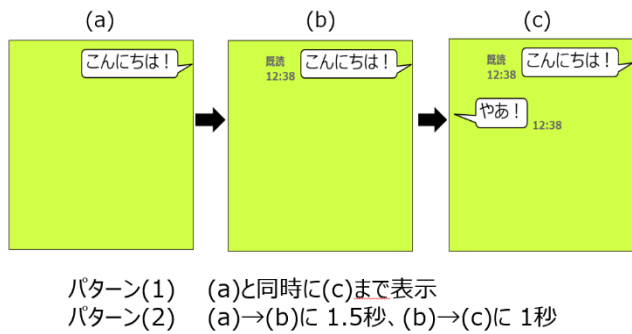 (a) (b) (c)
こんにちは！
既読
12:38
こんにちは！
既読
12:38
こんにちは！
やあ！
12:38
パターン(1) (a)と同時に(c)まで表示
パターン(2) (a)→(b)に 1.5秒、(b)→(c)に 1秒